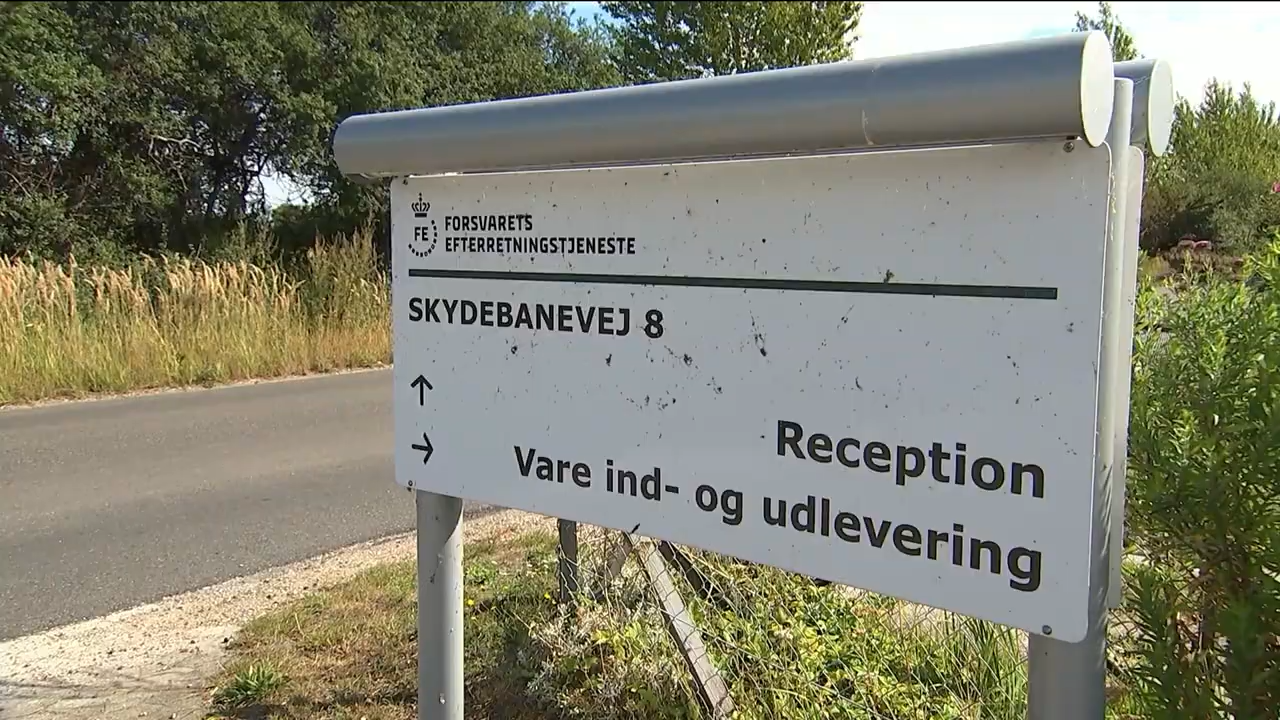 FE
FORSVARETS
EFTERRETNINGSTJENESTE
SKYDEBANEVEJ 8
↑ Reception
→ Vare ind- og udlevering